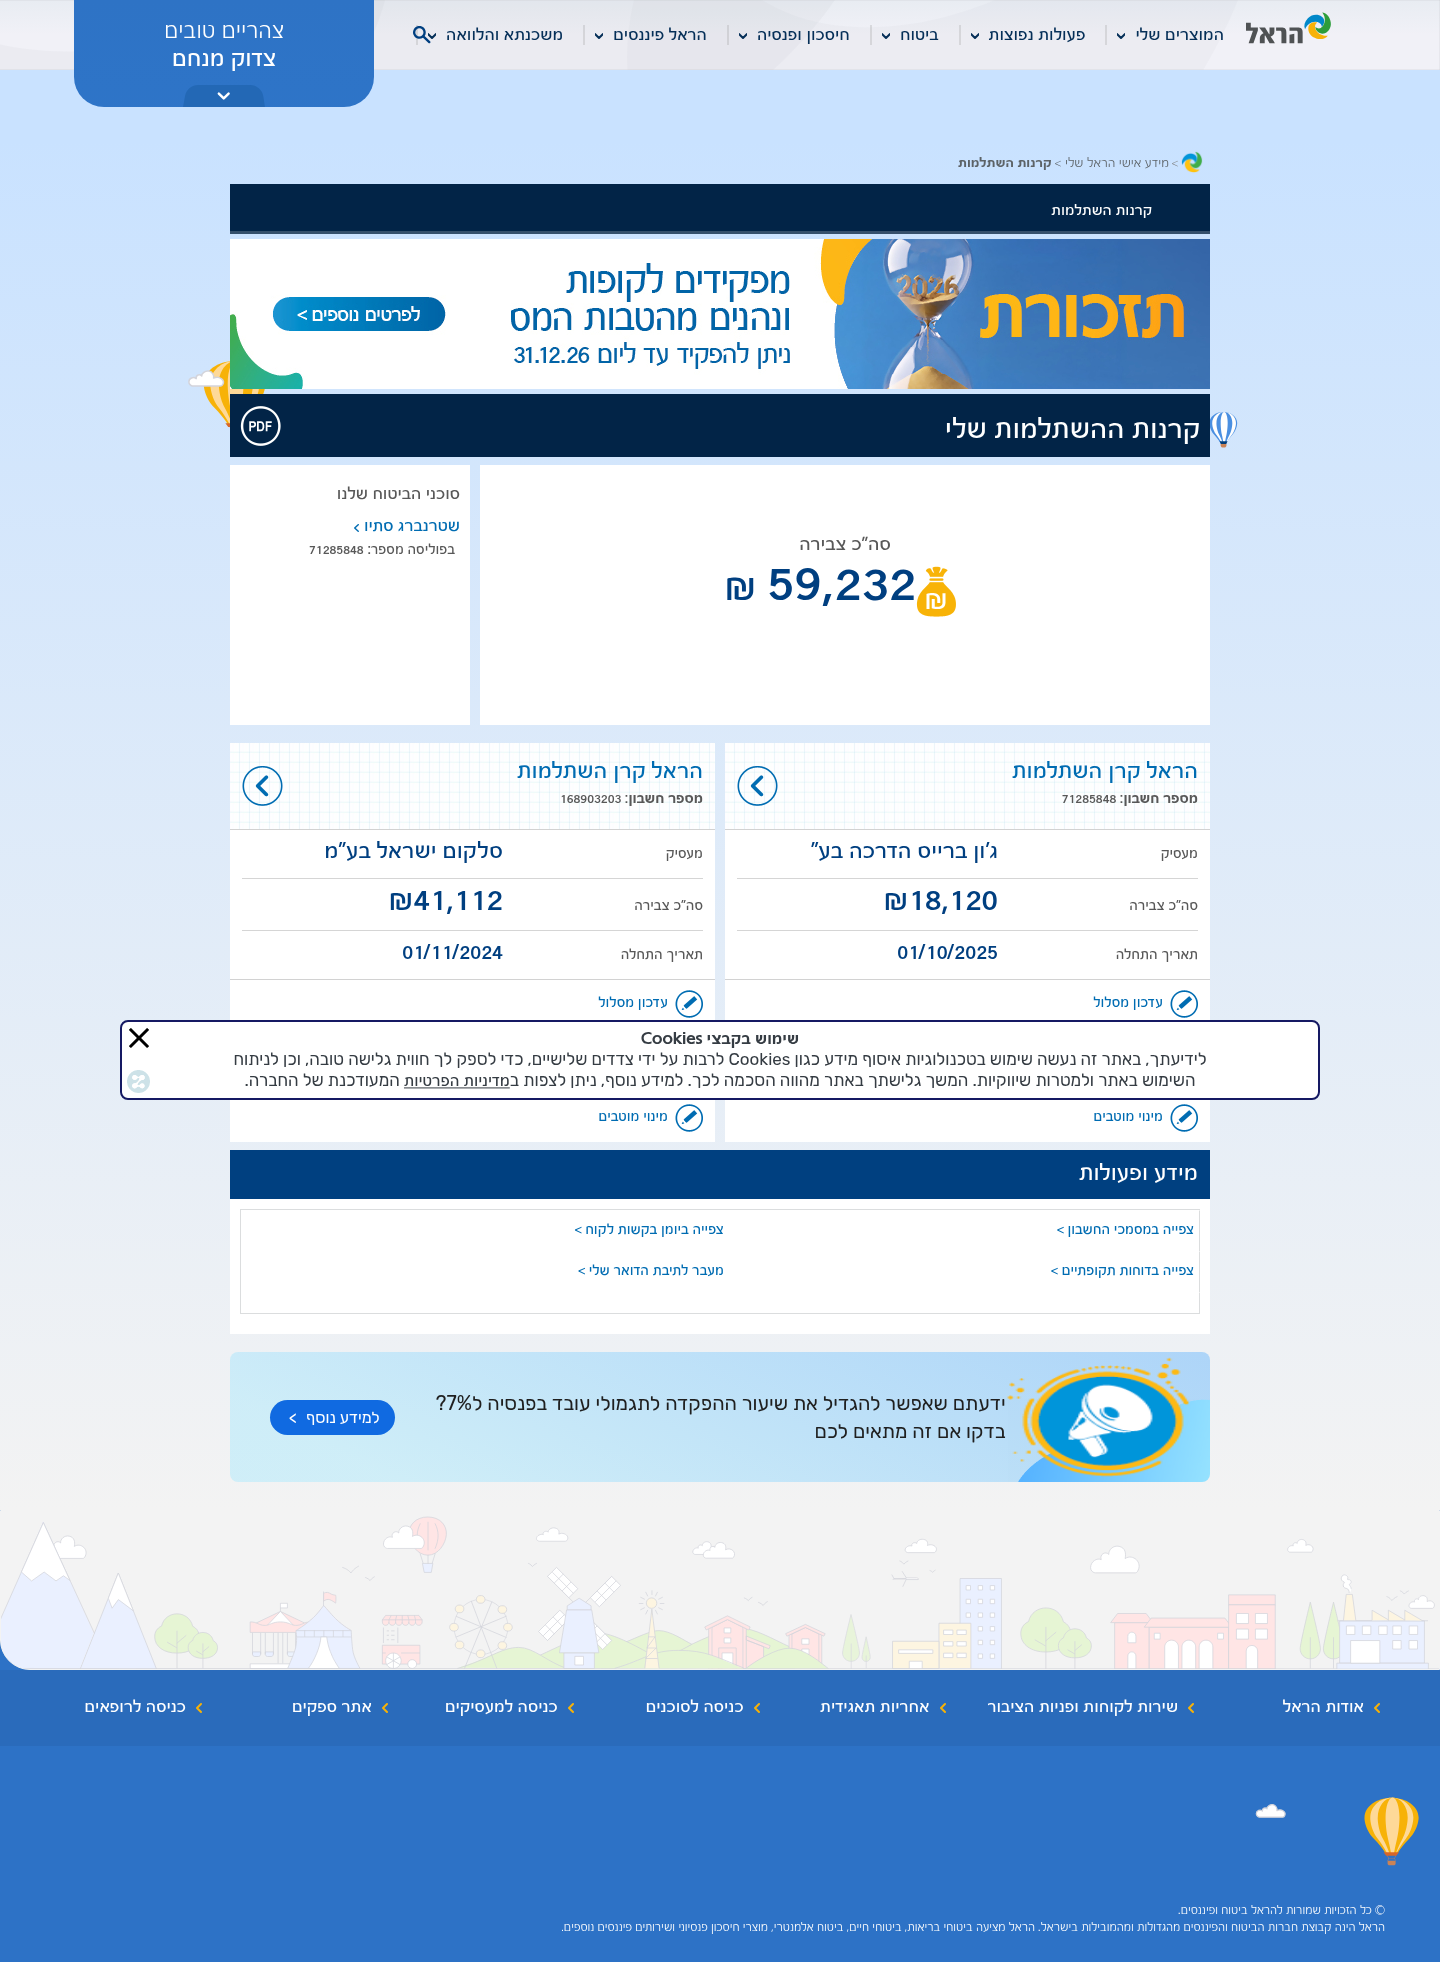 הראל
המוצרים שלי
פעולות נפוצות
ביטוח
חיסכון ופנסיה
הראל פיננסים
משכנתא והלוואה
צהריים טובים
צדוק מנחם
> מידע אישי הראל שלי > קרנות השתלמות
קרנות השתלמות
תזכורת
2026
מפקידים לקופות
ונהנים מהטבות המס
ניתן להפקיד עד ליום 31.12.26
לפרטים נוספים >
קרנות ההשתלמות שלי
PDF
סה"כ צבירה
59,232 ₪
סוכני הביטוח שלנו
שטרנברג סתיו >
בפוליסה מספר: 71285848
הראל קרן השתלמות
מספר חשבון: 71285848
מעסיק ג'ון ברייס הדרכה בע"
סה"כ צבירה 18,120₪
תאריך התחלה 01/10/2025
עדכון מסלול
מינוי מוטבים
הראל קרן השתלמות
מספר חשבון: 168903203
מעסיק סלקום ישראל בע"מ
סה"כ צבירה 41,112₪
תאריך התחלה 01/11/2024
עדכון מסלול
מינוי מוטבים
שימוש בקבצי Cookies
לידיעתך, באתר זה נעשה שימוש בטכנולוגיות איסוף מידע כגון Cookies לרבות על ידי צדדים שלישיים, כדי לספק לך חווית גלישה טובה, וכן לניתוח
השימוש באתר ולמטרות שיווקיות. המשך גלישתך באתר מהווה הסכמה לכך. למידע נוסף, ניתן לצפות במדיניות הפרטיות המעודכנת של החברה.
מידע ופעולות
צפייה במסמכי החשבון >
צפייה ביומן בקשות לקוח >
צפייה בדוחות תקופתיים >
מעבר לתיבת הדואר שלי >
ידעתם שאפשר להגדיל את שיעור ההפקדה לתגמולי עובד בפנסיה ל7%?
בדקו אם זה מתאים לכם
למידע נוסף >
אודות הראל
שירות לקוחות ופניות הציבור
אחריות תאגידית
כניסה לסוכנים
כניסה למעסיקים
אתר ספקים
כניסה לרופאים
© כל הזכויות שמורות להראל ביטוח ופיננסים.
הראל הינה קבוצת חברות הביטוח והפיננסים מהגדולות ומהמובילות בישראל. הראל מציעה ביטוחי בריאות, ביטוחי חיים, ביטוח אלמנטרי, מוצרי חיסכון פנסיוני ושירותים פיננסים נוספים.